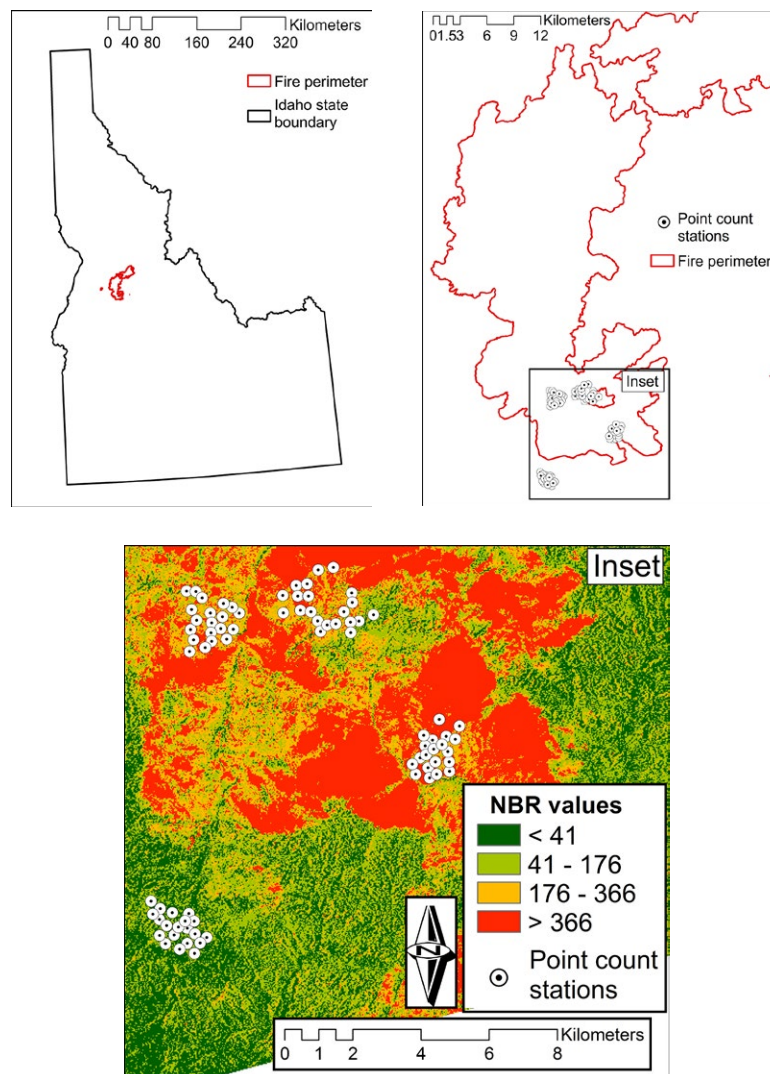 Kilometers
0 40 80 160 240 320
Fire perimeter
Idaho state
boundary
Kilometers
01.53 6 9 12
Point count
stations
Fire perimeter
Inset
Inset
NBR values
< 41
41 - 176
176 - 366
> 366
Point count
stations
N
Kilometers
0 1 2 4 6 8